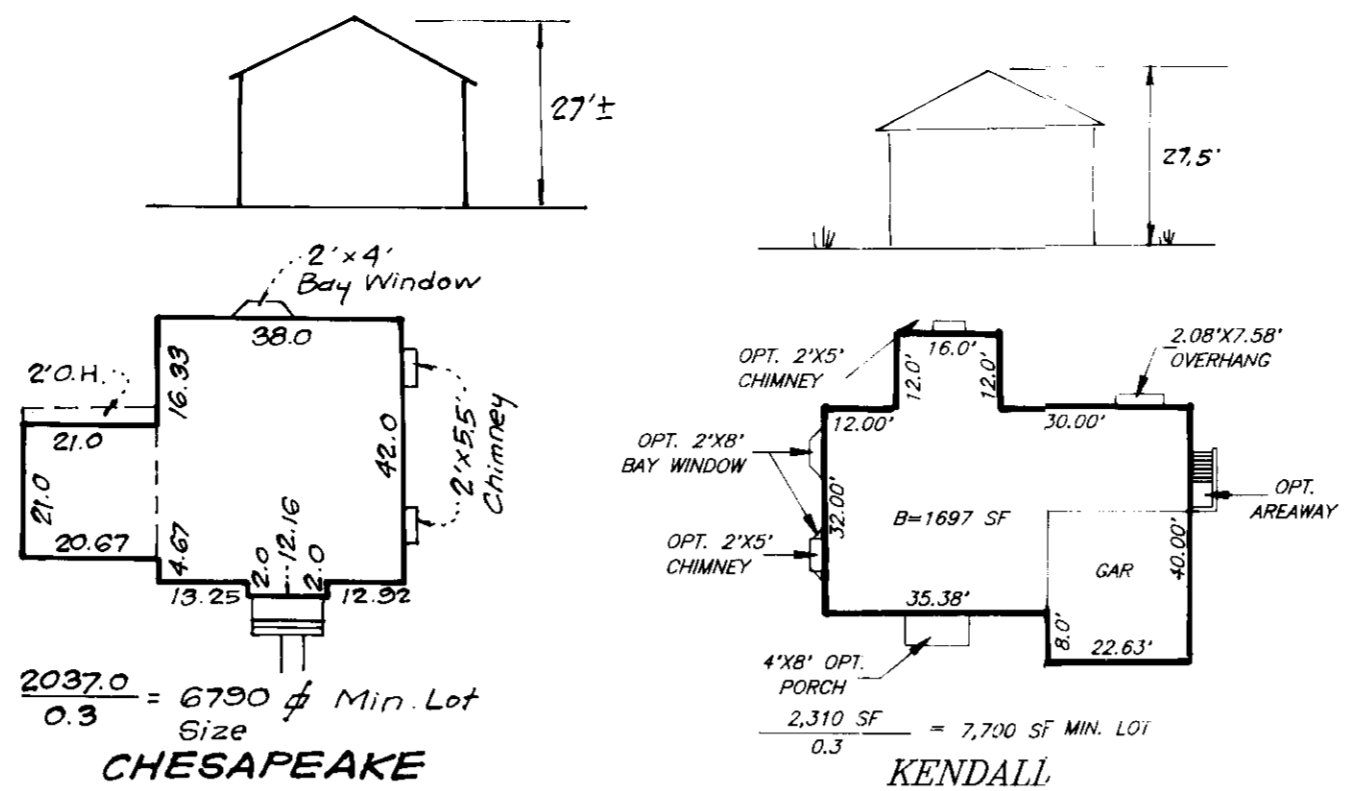 27'±
2'x4'
Bay Window
38.0
2'O.H.
16.33
21.0
21.0
20.67
4.67
42.0
2'x5.5'
Chimney
2.0
12.16
2.0
13.25
12.92
2037.0
0.3
= 6790 ⏍ Min. Lot
Size
CHESAPEAKE
27.5'
OPT. 2'X5'
CHIMNEY
16.0'
12.0'
12.0'
2.08'X7.58'
OVERHANG
12.00'
30.00'
OPT. 2'X8'
BAY WINDOW
32.00'
B=1697 SF
OPT.
AREAWAY
OPT. 2'X5'
CHIMNEY
GAR
40.00'
35.38'
8.0'
22.63'
4'X8' OPT.
PORCH
2,310 SF
0.3
= 7,700 SF MIN. LOT
KENDALL